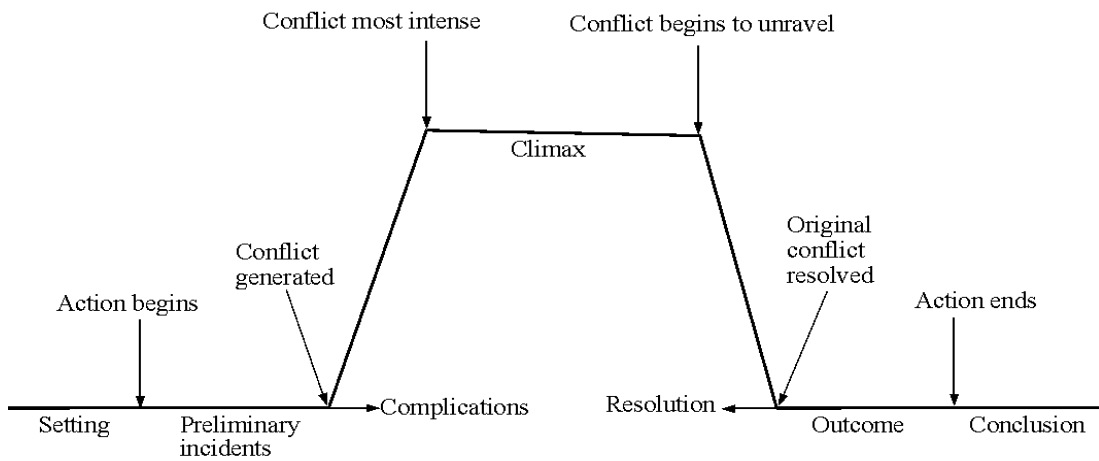 Conflict most intense
Conflict begins to unravel
Climax
Conflict
generated
Original
conflict
resolved
Action begins
Action ends
Complications
Resolution
Setting
Preliminary
incidents
Outcome
Conclusion